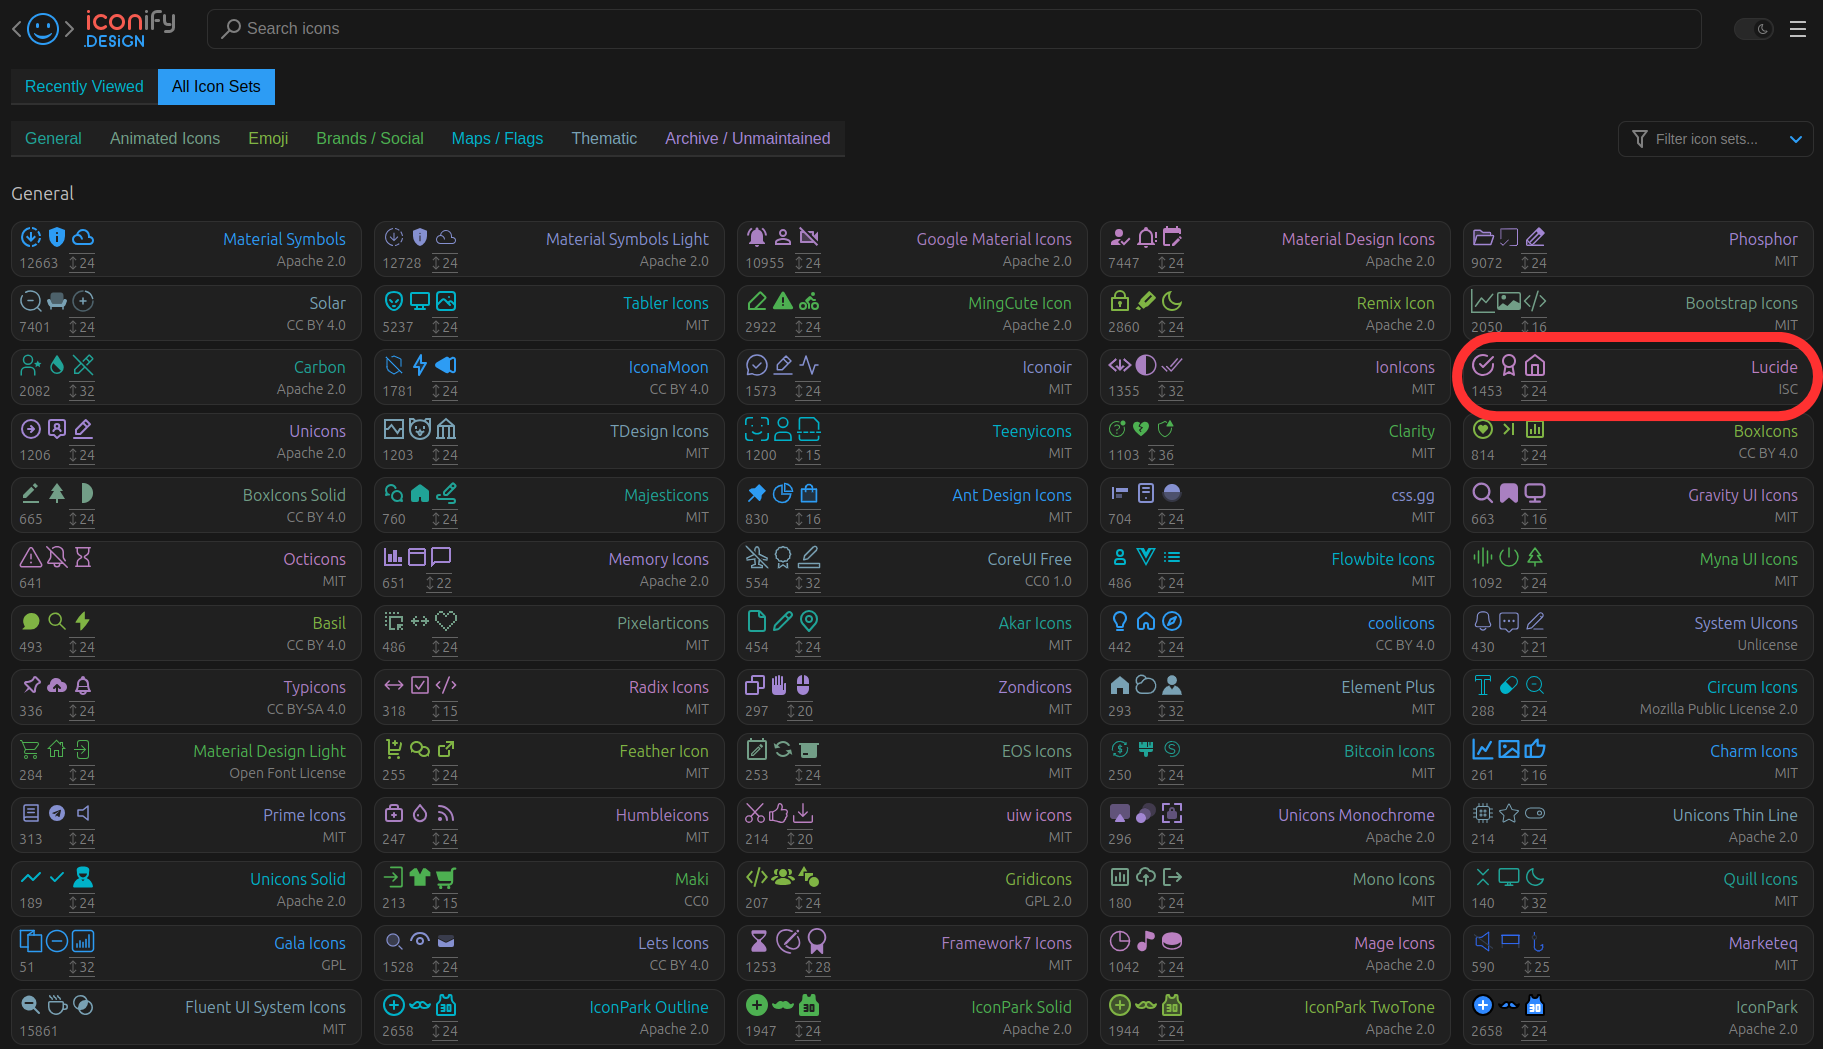 iconify
.DESIGN
Search icons
Recently Viewed
All Icon Sets
General
Animated Icons
Emoji
Brands / Social
Maps / Flags
Thematic
Archive / Unmaintained
Filter icon sets...
General
Material Symbols
12663 24 Apache 2.0
Material Symbols Light
12728 24 Apache 2.0
Google Material Icons
10955 24 Apache 2.0
Material Design Icons
7447 24 Apache 2.0
Phosphor
9072 24 MIT
Solar
7401 24 CC BY 4.0
Tabler Icons
5237 24 MIT
MingCute Icon
2922 24 Apache 2.0
Remix Icon
2860 24 Apache 2.0
Bootstrap Icons
2050 16 MIT
Carbon
2082 32 Apache 2.0
IconaMoon
1781 24 CC BY 4.0
Iconoir
1573 24 MIT
IonIcons
1355 32 MIT
Lucide
1453 24 ISC
Unicons
1206 24 Apache 2.0
TDesign Icons
1203 24 MIT
Teenyicons
1200 15 MIT
Clarity
1103 36 MIT
BoxIcons
814 24 CC BY 4.0
BoxIcons Solid
665 24 CC BY 4.0
Majesticons
760 24 MIT
Ant Design Icons
830 16 MIT
css.gg
704 24 MIT
Gravity UI Icons
663 16 MIT
Octicons
641 MIT
Memory Icons
651 22 Apache 2.0
CoreUI Free
554 32 CC0 1.0
Flowbite Icons
486 24 MIT
Myna UI Icons
1092 24 MIT
Basil
493 24 CC BY 4.0
Pixelarticons
486 24 MIT
Akar Icons
454 24 MIT
coolicons
442 24 CC BY 4.0
System UIcons
430 21 Unlicense
Typicons
336 24 CC BY-SA 4.0
Radix Icons
318 15 MIT
Zondicons
297 20 MIT
Element Plus
293 32 MIT
Circum Icons
288 24 Mozilla Public License 2.0
Material Design Light
284 24 Open Font License
Feather Icon
255 24 MIT
EOS Icons
253 24 MIT
Bitcoin Icons
250 24 MIT
Charm Icons
261 16 MIT
Prime Icons
313 24 MIT
Humbleicons
247 24 MIT
uiw icons
214 20 MIT
Unicons Monochrome
296 24 Apache 2.0
Unicons Thin Line
214 24 Apache 2.0
Unicons Solid
189 24 Apache 2.0
Maki
213 15 CC0
Gridicons
207 24 GPL 2.0
Mono Icons
180 24 MIT
Quill Icons
140 32 MIT
Gala Icons
51 32 GPL
Lets Icons
1528 24 CC BY 4.0
Framework7 Icons
1253 28 MIT
Mage Icons
1042 24 Apache 2.0
Marketeq
590 25 MIT
Fluent UI System Icons
15861 MIT
IconPark Outline
2658 24 Apache 2.0
IconPark Solid
1947 24 Apache 2.0
IconPark TwoTone
1944 24 Apache 2.0
IconPark
2658 24 Apache 2.0